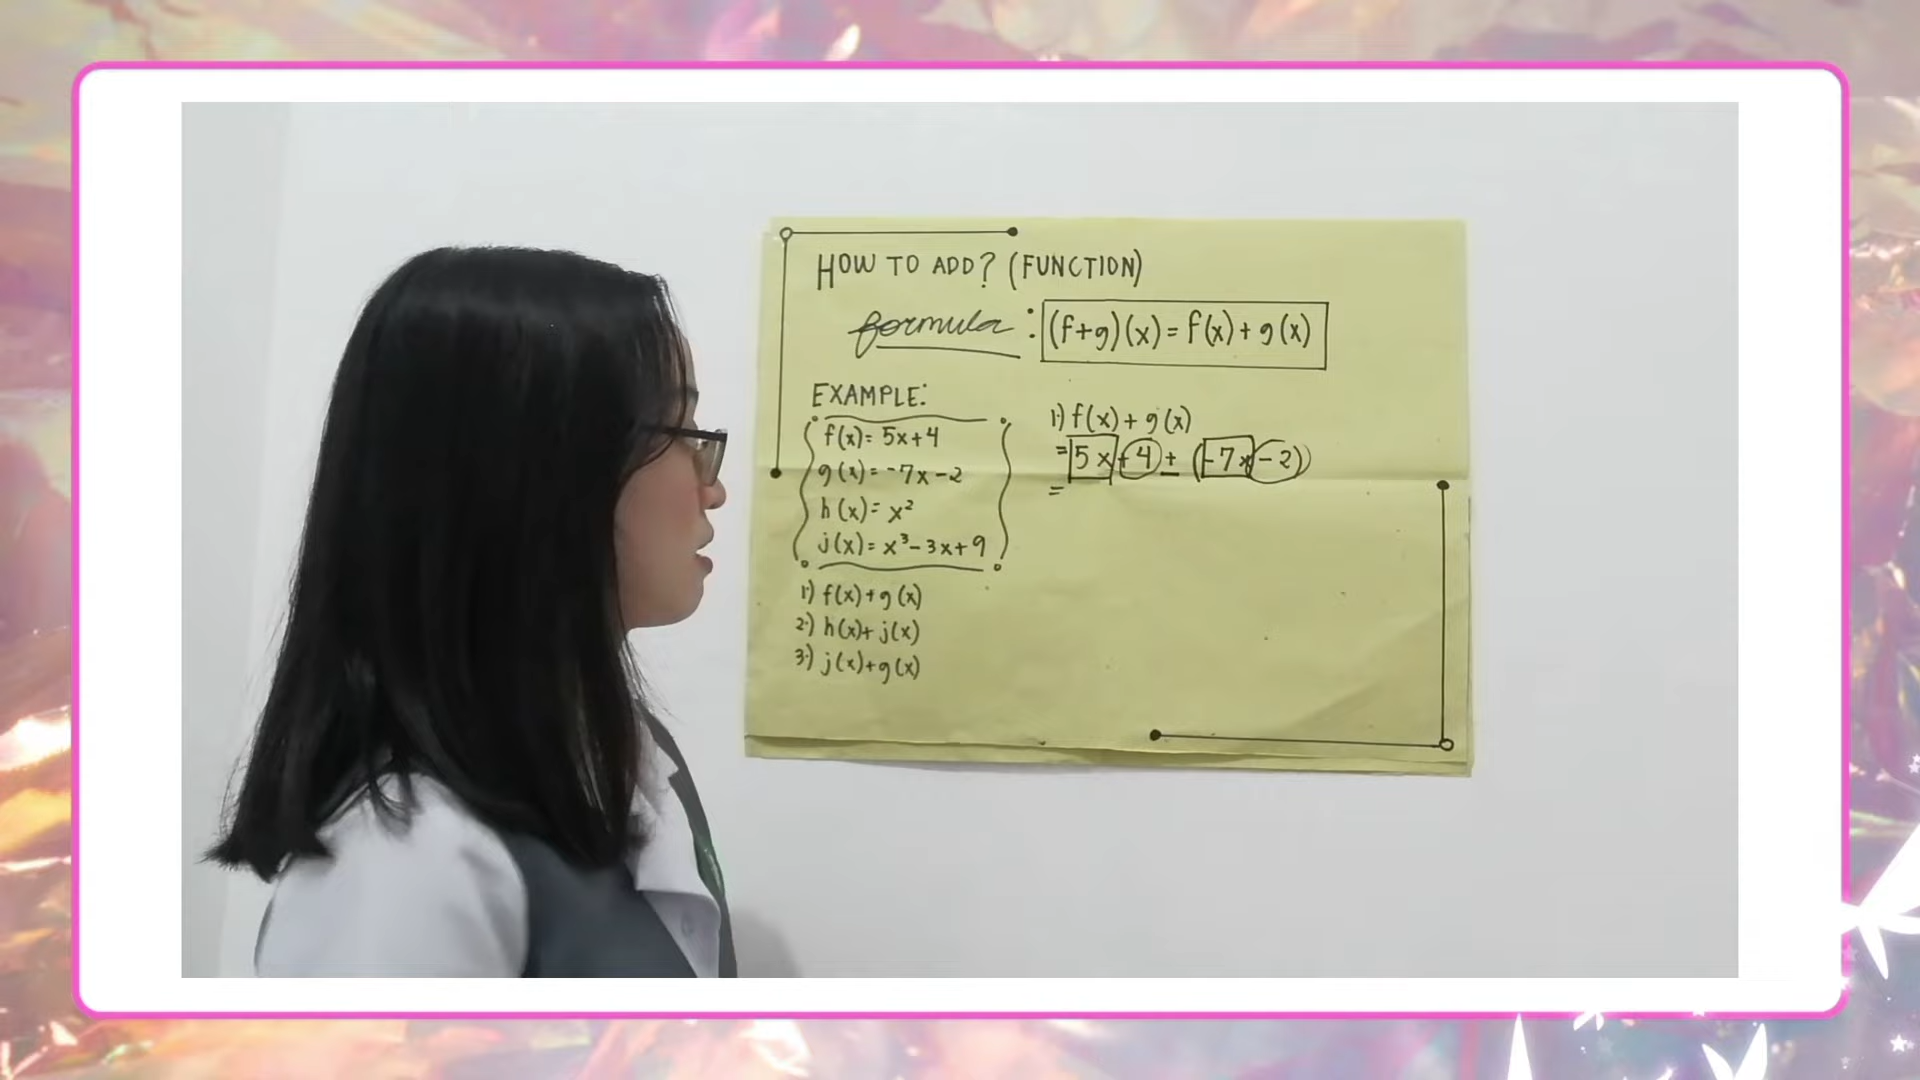 HOW TO ADD? (FUNCTION)
formula: (f+g)(x) = f(x) + g(x)
EXAMPLE:
f(x) = 5x+4
g(x) = -7x-2
h(x) = x²
j(x) = x³-3x+9
1.) f(x)+g(x)
2.) h(x)+j(x)
3.) j(x)+g(x)
1.) f(x)+g(x)
= 5x+4 + (-7x-2)
=